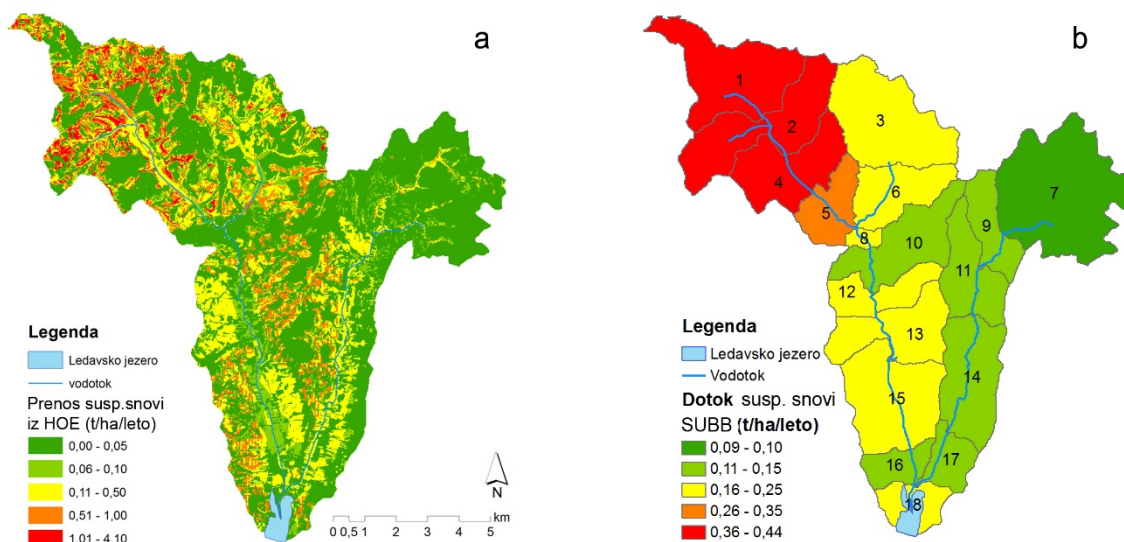 a
Legenda
Ledavsko jezero
vodotok
Prenos susp.snovi
iz HOE (t/ha/leto)
0,00 - 0,05
0,06 - 0,10
0,11 - 0,50
0,51 - 1,00
1,01 - 4,10
N
km
0 0,5 1 2 3 4 5
b
1
2
3
4
5
6
7
8
9
10
11
12
13
14
15
16
17
18
Legenda
Ledavsko jezero
Vodotok
Dotok susp. snovi
SUBB (t/ha/leto)
0,09 - 0,10
0,11 - 0,15
0,16 - 0,25
0,26 - 0,35
0,36 - 0,44